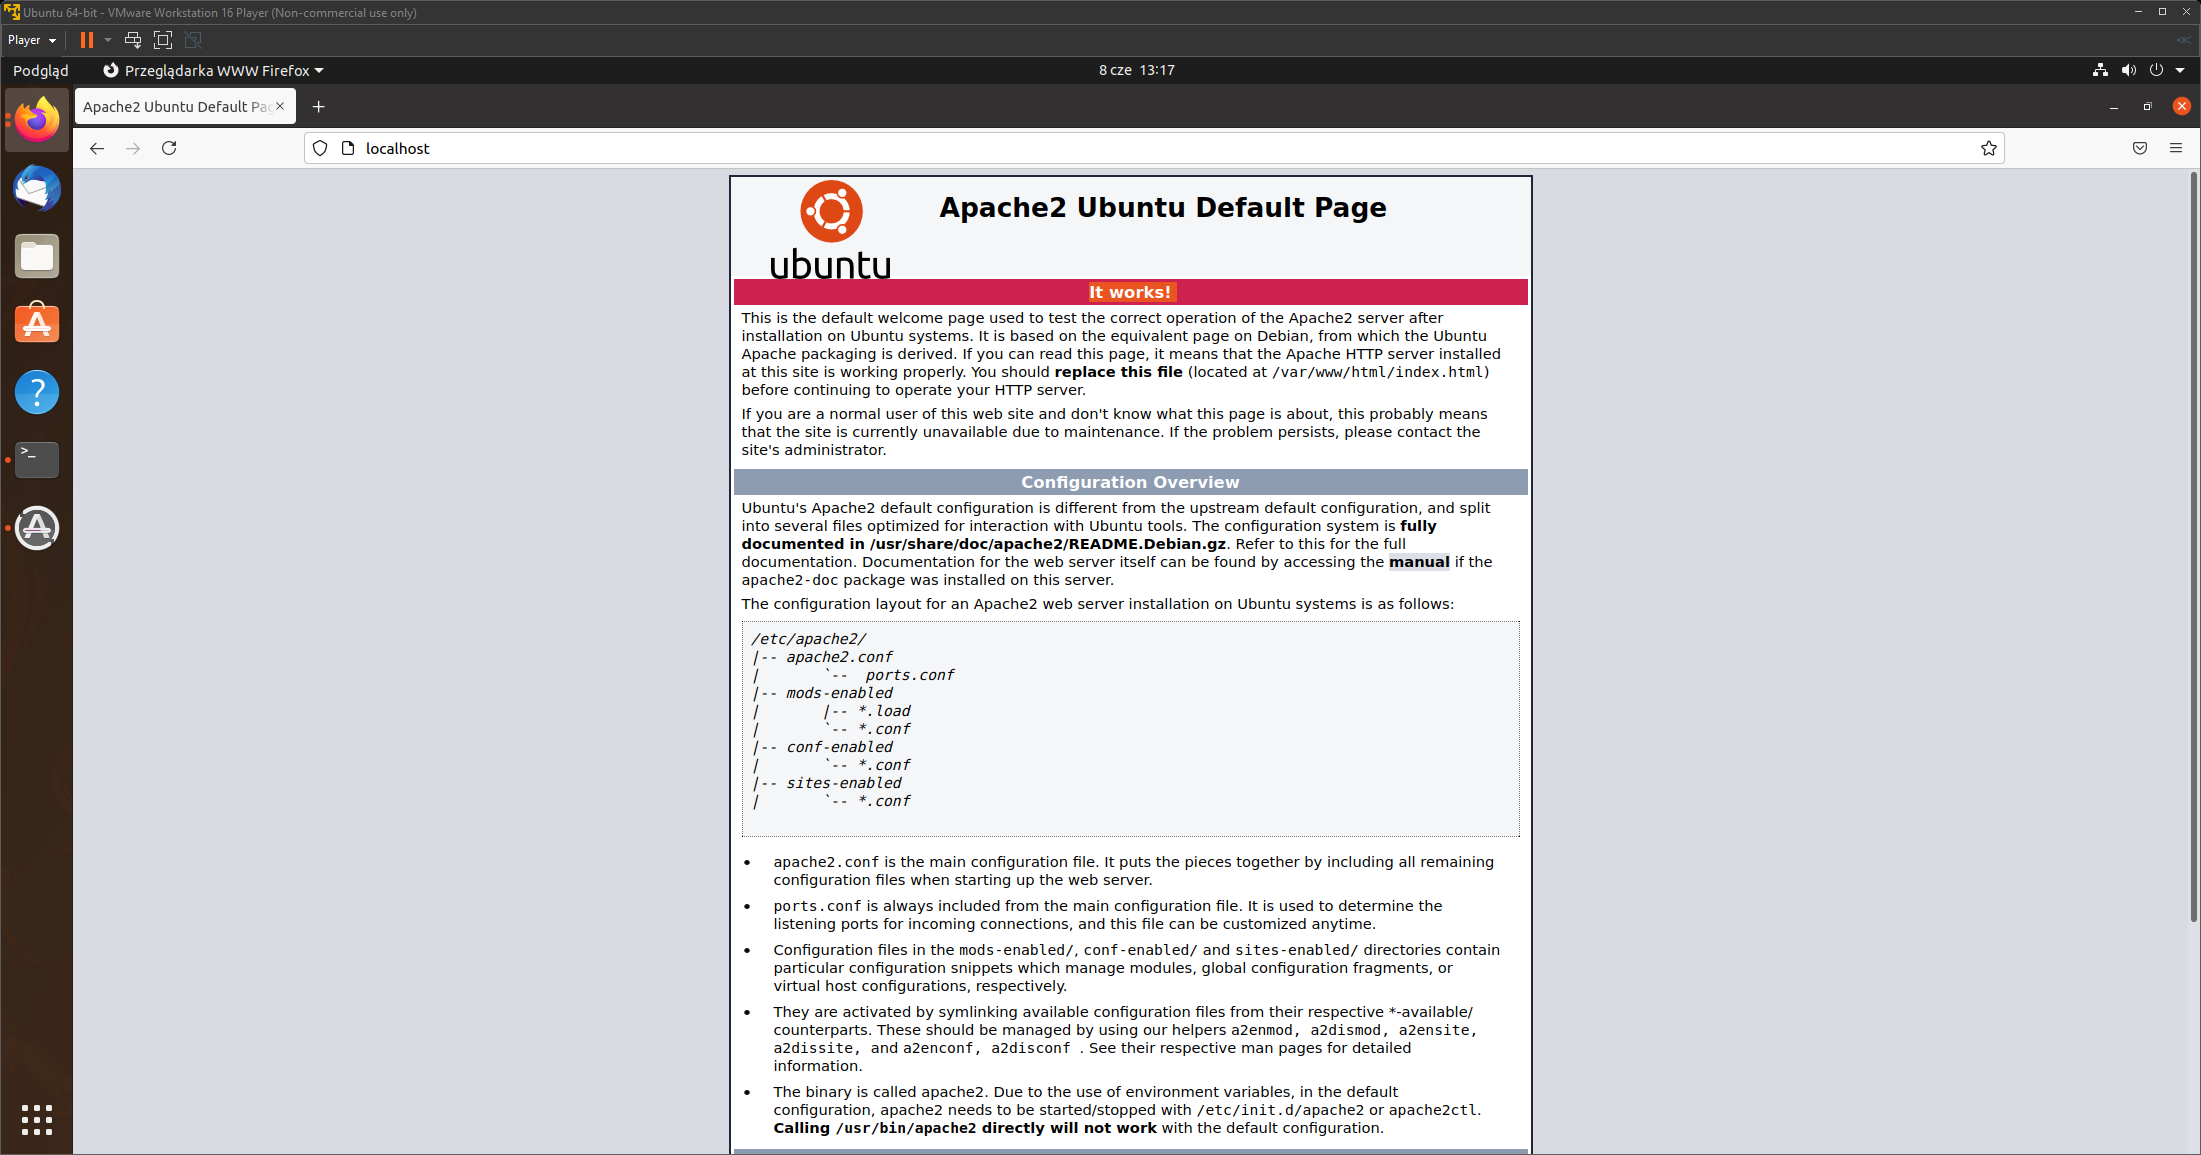 Ubuntu 64-bit - VMware Workstation 16 Player (Non-commercial use only)
Player
Podgląd
Przeglądarka WWW Firefox
8 cze 13:17
Apache2 Ubuntu Default Pag
localhost
ubuntu
Apache2 Ubuntu Default Page
It works!
This is the default welcome page used to test the correct operation of the Apache2 server after
installation on Ubuntu systems. It is based on the equivalent page on Debian, from which the Ubuntu
Apache packaging is derived. If you can read this page, it means that the Apache HTTP server installed
at this site is working properly. You should replace this file (located at /var/www/html/index.html)
before continuing to operate your HTTP server.
If you are a normal user of this web site and don't know what this page is about, this probably means
that the site is currently unavailable due to maintenance. If the problem persists, please contact the
site's administrator.
Configuration Overview
Ubuntu's Apache2 default configuration is different from the upstream default configuration, and split
into several files optimized for interaction with Ubuntu tools. The configuration system is fully
documented in /usr/share/doc/apache2/README.Debian.gz. Refer to this for the full
documentation. Documentation for the web server itself can be found by accessing the manual if the
apache2-doc package was installed on this server.
The configuration layout for an Apache2 web server installation on Ubuntu systems is as follows:
/etc/apache2/
|-- apache2.conf
|       `--  ports.conf
|-- mods-enabled
|       |-- *.load
|       `-- *.conf
|-- conf-enabled
|       `-- *.conf
|-- sites-enabled
|       `-- *.conf
• apache2.conf is the main configuration file. It puts the pieces together by including all remaining
configuration files when starting up the web server.
• ports.conf is always included from the main configuration file. It is used to determine the
listening ports for incoming connections, and this file can be customized anytime.
• Configuration files in the mods-enabled/, conf-enabled/ and sites-enabled/ directories contain
particular configuration snippets which manage modules, global configuration fragments, or
virtual host configurations, respectively.
• They are activated by symlinking available configuration files from their respective *-available/
counterparts. These should be managed by using our helpers a2enmod, a2dismod, a2ensite,
a2dissite, and a2enconf, a2disconf . See their respective man pages for detailed
information.
• The binary is called apache2. Due to the use of environment variables, in the default
configuration, apache2 needs to be started/stopped with /etc/init.d/apache2 or apache2ctl.
Calling /usr/bin/apache2 directly will not work with the default configuration.